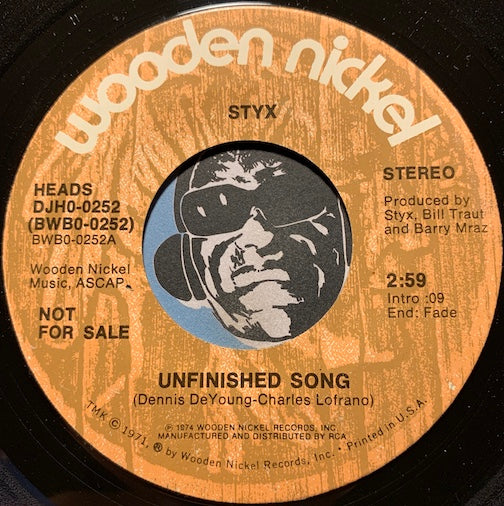 wooden nickel
STYX
HEADS
DJH0-0252
(BWB0-0252)
BWB0-0252A
Wooden Nickel
Music, ASCAP
NOT
FOR SALE
STEREO
Produced by
Styx, Bill Traut
and Barry Mraz
2:59
Intro :09
End: Fade
UNFINISHED SONG
(Dennis DeYoung-Charles Lofrano)
℗ 1974 WOODEN NICKEL RECORDS, INC.
MANUFACTURED AND DISTRIBUTED BY RCA
TMK © 1971, ® by Wooden Nickel Records, Inc. • Printed in U.S.A.